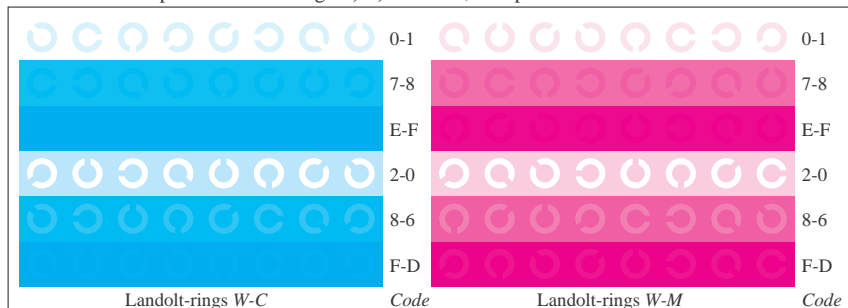 0-1 0-1
7-8 7-8
E-F E-F
2-0 2-0
8-6 8-6
F-D F-D
Landolt-rings W-C Code Landolt-rings W-M Code